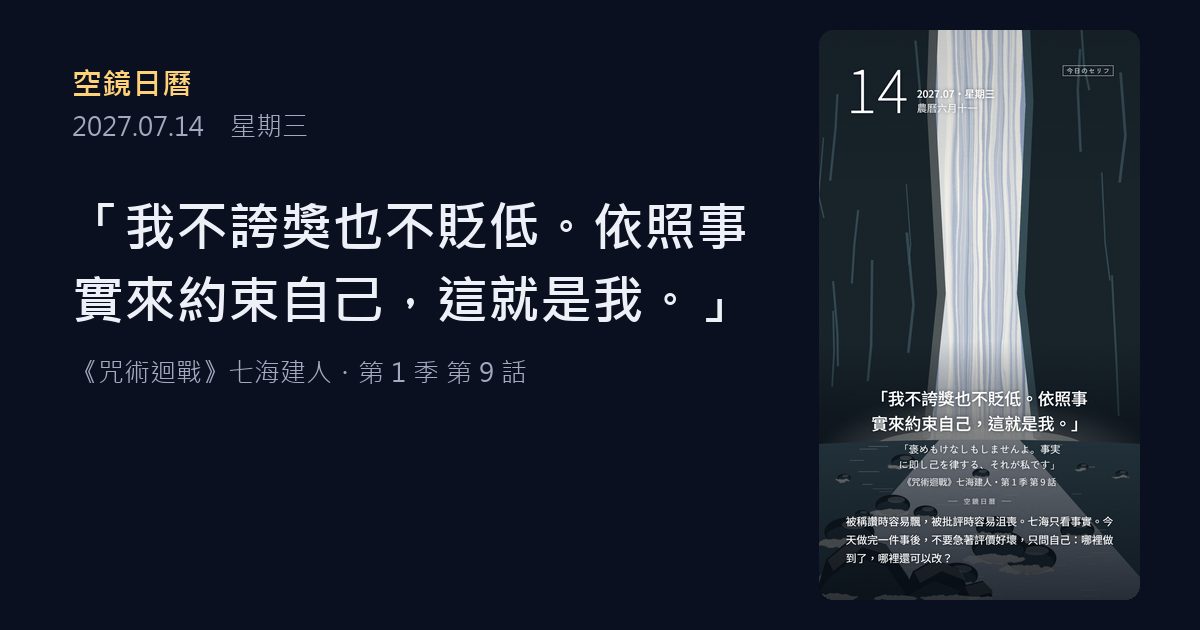 空鏡日曆
2027.07.14 星期三
「我不誇獎也不貶低。依照事
實來約束自己，這就是我。」
《咒術迴戰》七海建人・第 1 季 第 9 話
14
2027.07・星期三
農曆六月十一
今日のセリフ
「我不誇獎也不貶低。依照事
實來約束自己，這就是我。」
「褒めもけなしもしませんよ。事実
に即し己を律する、それが私です」
《咒術迴戰》七海建人・第 1 季 第 9 話
— 空鏡日曆 —
被稱讚時容易飄，被批評時容易沮喪。七海只看事實。今
天做完一件事後，不要急著評價好壞，只問自己：哪裡做
到了，哪裡還可以改？